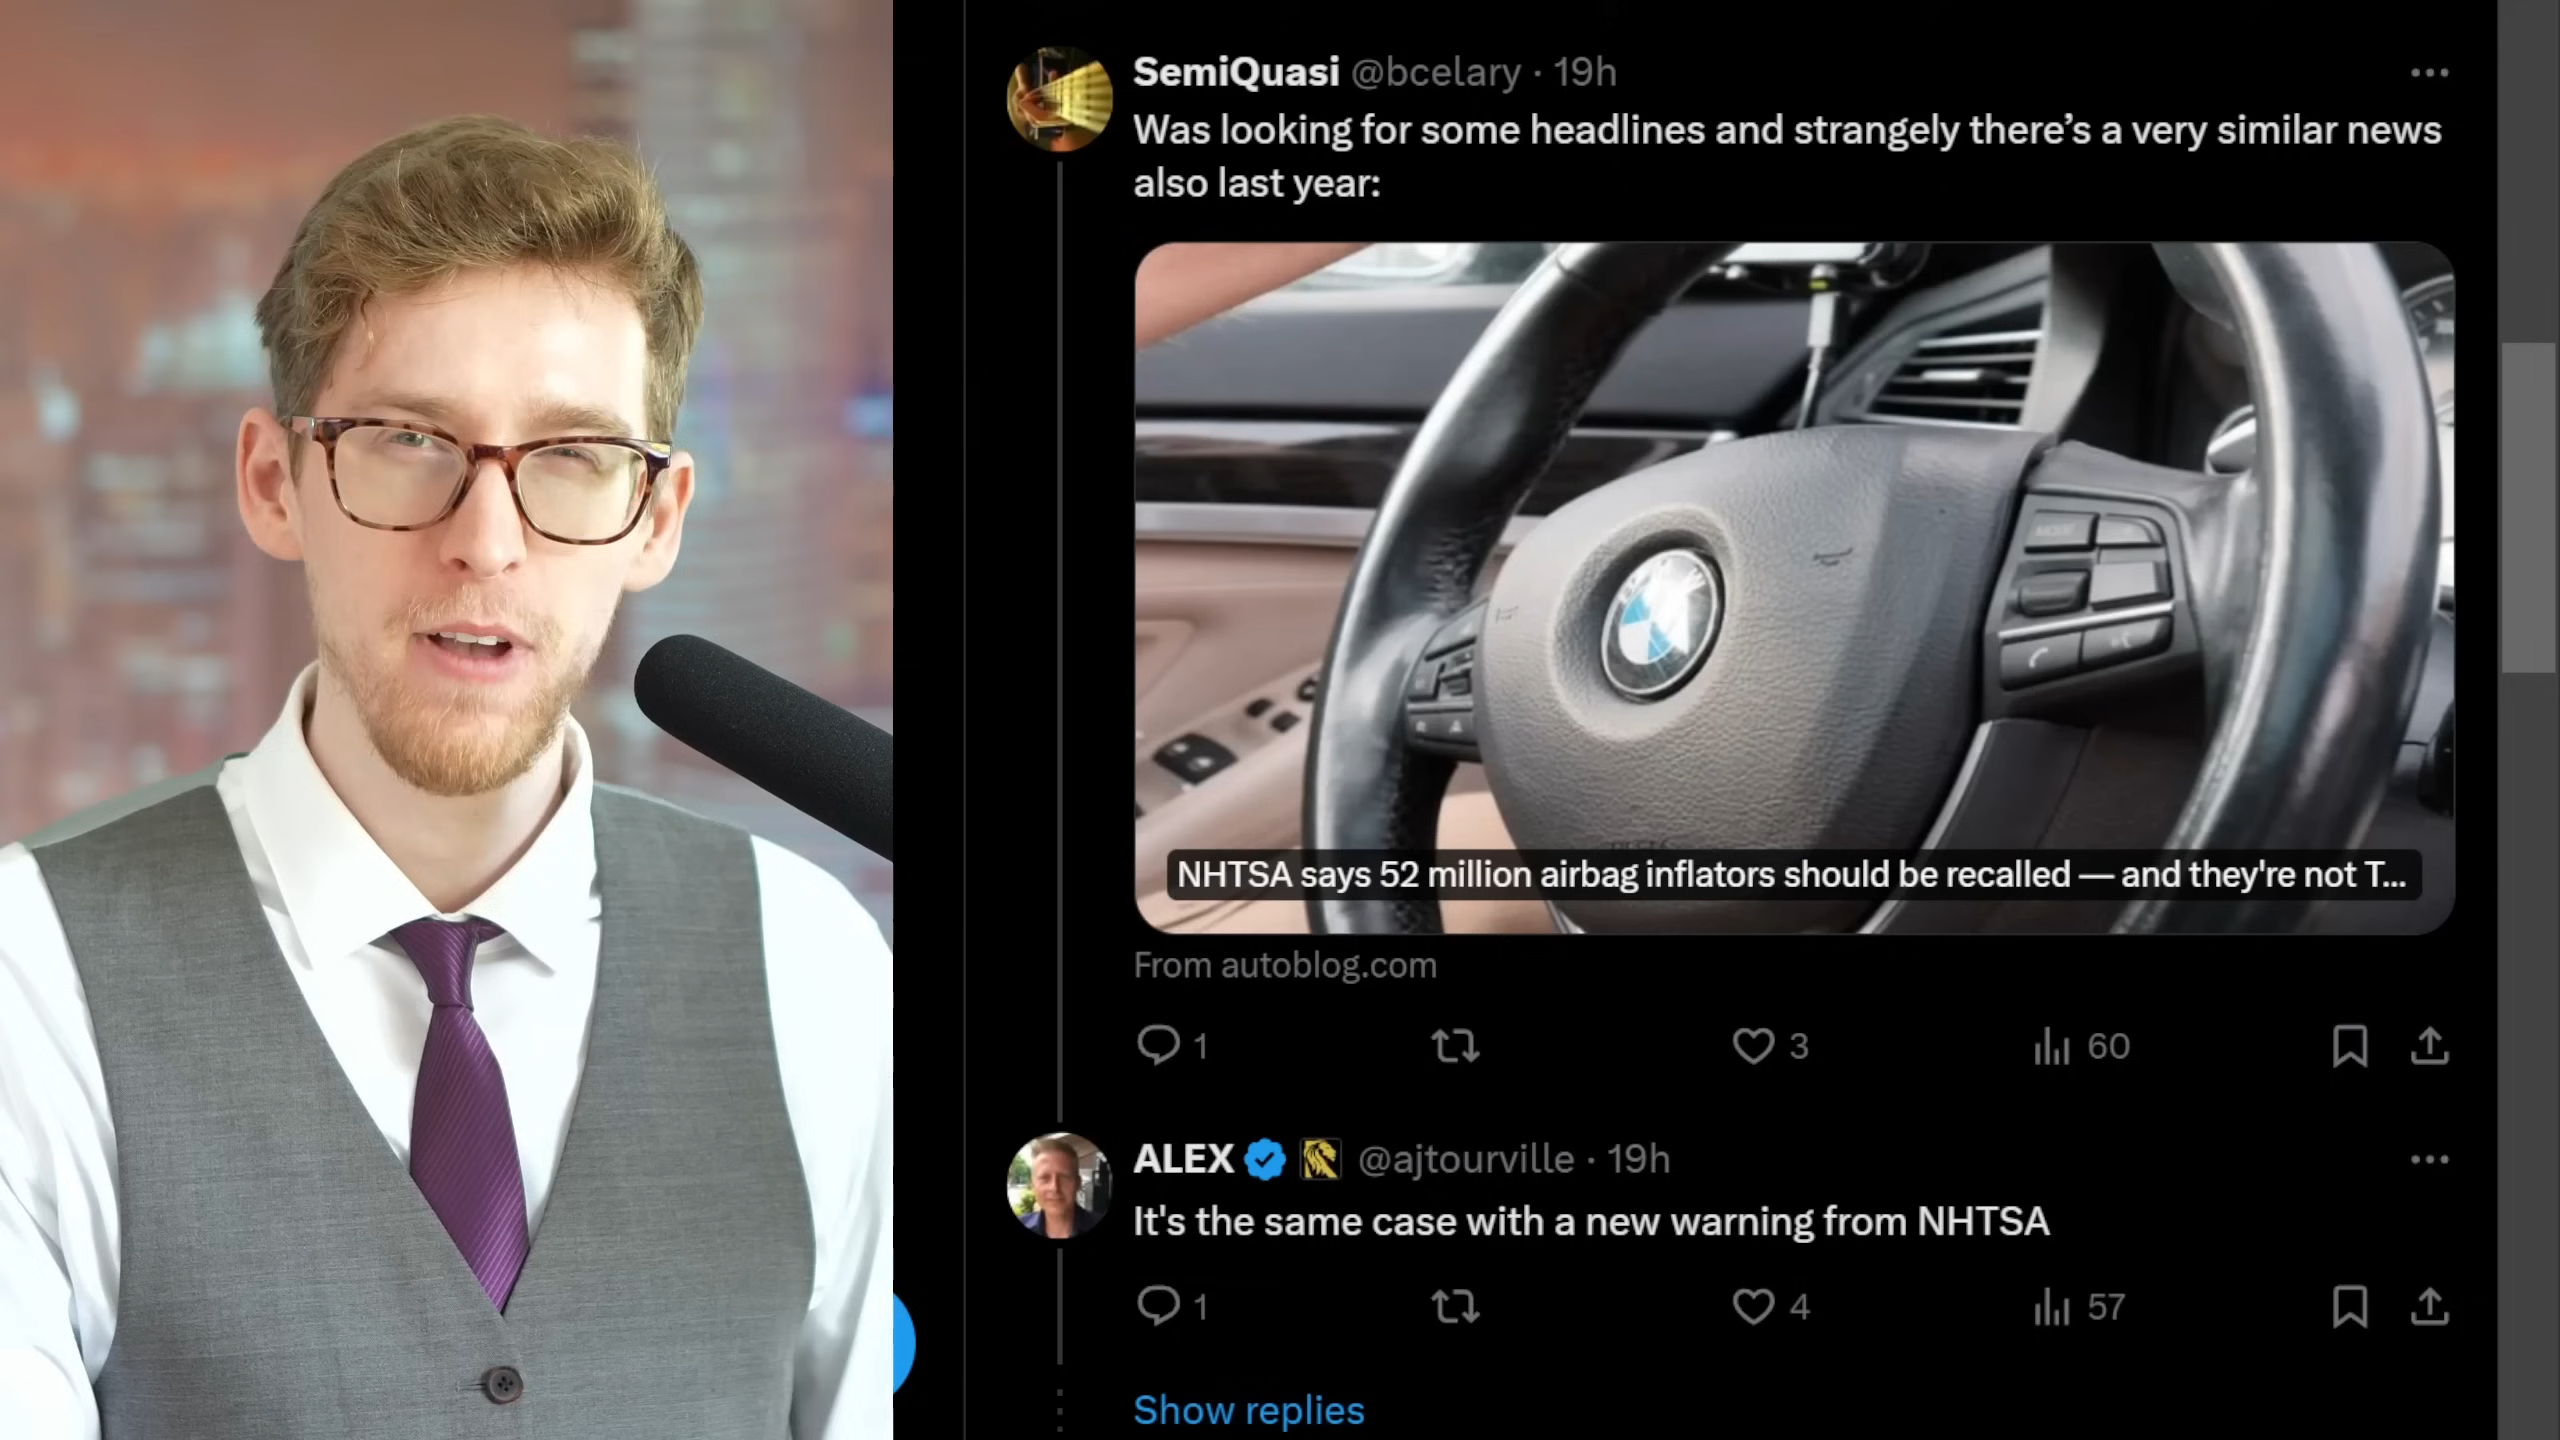 SemiQuasi @bcelary · 19h
Was looking for some headlines and strangely there’s a very similar news
also last year:
NHTSA says 52 million airbag inflators should be recalled — and they're not T...
From autoblog.com
1 3 60
ALEX @ajtourville · 19h
It's the same case with a new warning from NHTSA
1 4 57
Show replies